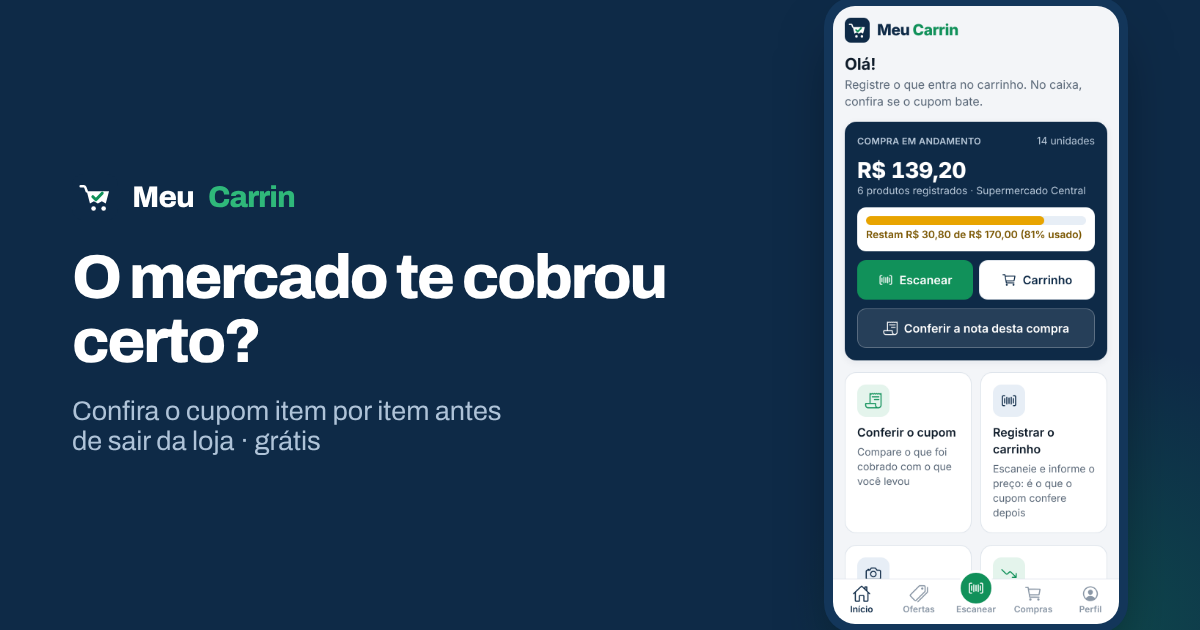 Meu Carrin
O mercado te cobrou
certo?
Confira o cupom item por item antes
de sair da loja · grátis
Meu Carrin
Olá!
Registre o que entra no carrinho. No caixa,
confira se o cupom bate.
COMPRA EM ANDAMENTO
14 unidades
R$ 139,20
6 produtos registrados · Supermercado Central
Restam R$ 30,80 de R$ 170,00 (81% usado)
Escanear
Carrinho
Conferir a nota desta compra
Conferir o cupom
Compare o que foi
cobrado com o que
você levou
Registrar o
carrinho
Escaneie e informe o
preço: é o que o
cupom confere
depois
Início
Ofertas
Escanear
Compras
Perfil